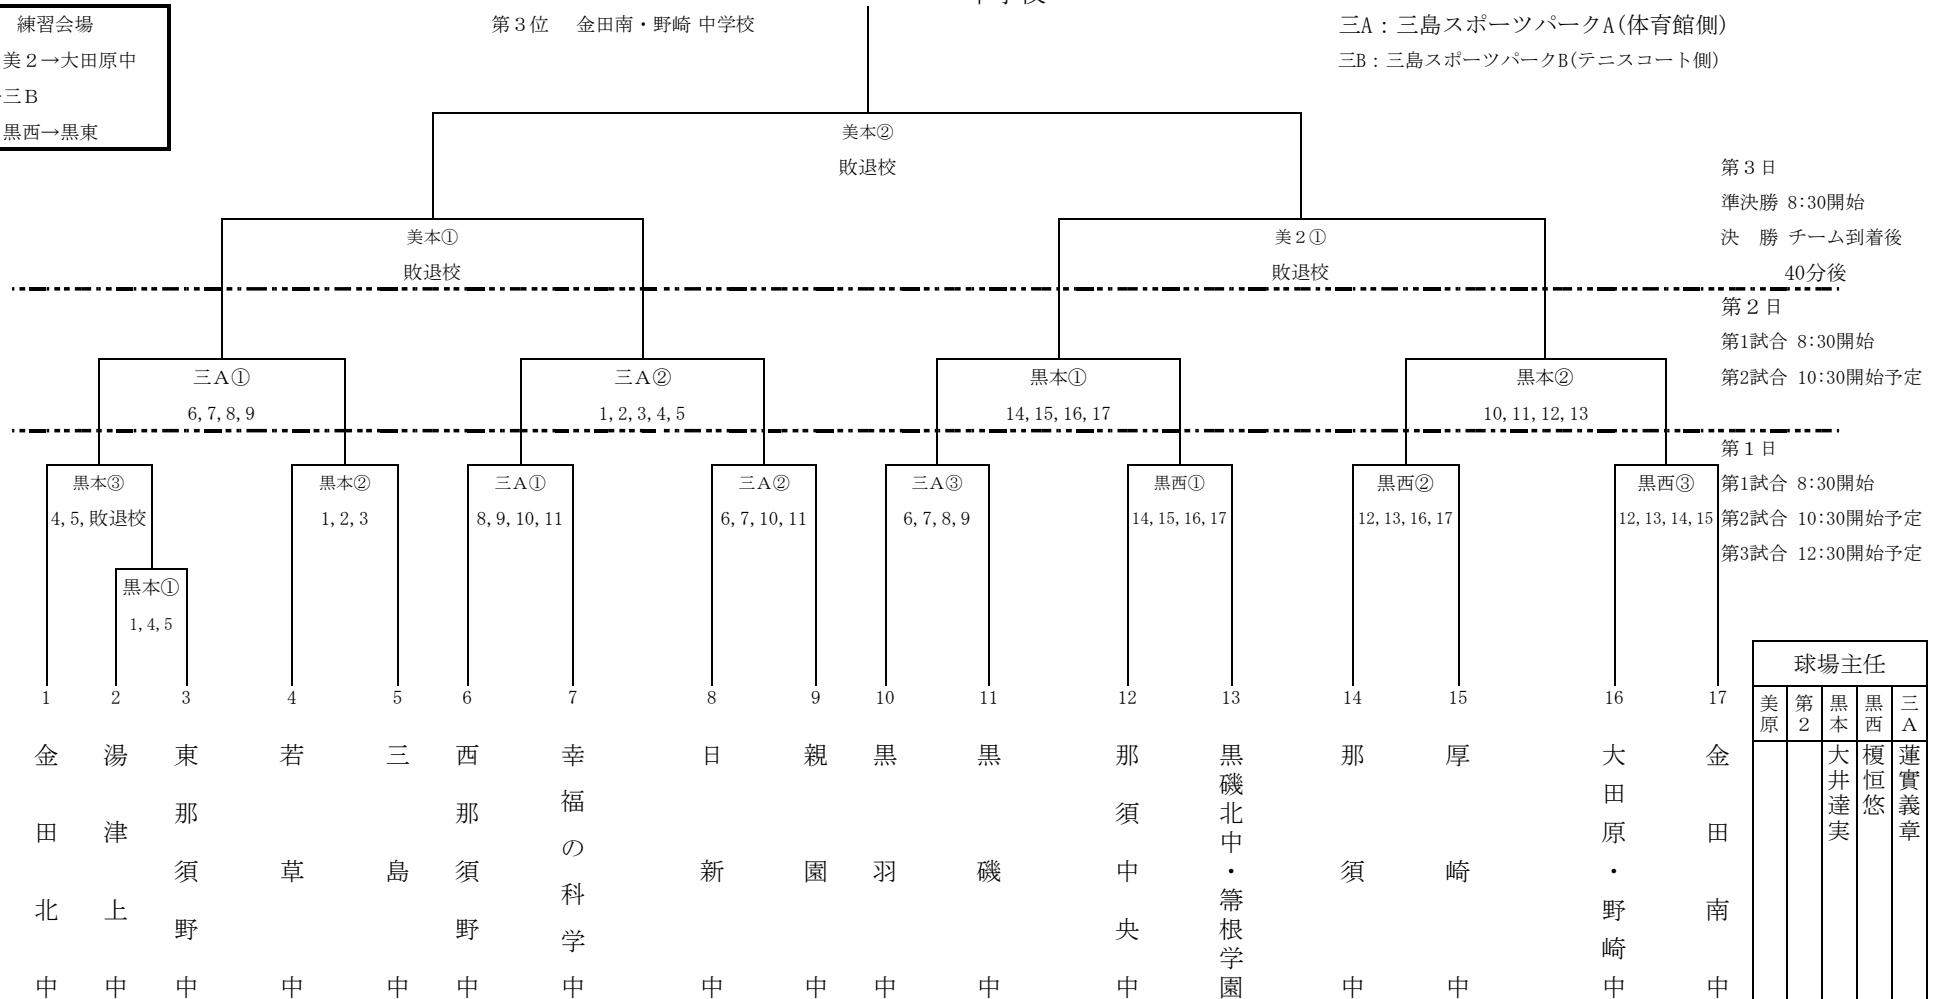 練習会場
美２→大田原中
三Ｂ
黒西→黒東
第３位　金田南・野崎 中学校
三A：三島スポーツパークA(体育館側)
三B：三島スポーツパークB(テニスコート側)
美本②
敗退校
第３日
準決勝 8:30開始
決　勝 チーム到着後
40分後
美本①
敗退校
美２①
敗退校
第２日
第1試合 8:30開始
第2試合 10:30開始予定
三Ａ①
6,7,8,9
三Ａ②
1,2,3,4,5
黒本①
14,15,16,17
黒本②
10,11,12,13
第１日
第1試合 8:30開始
第2試合 10:30開始予定
第3試合 12:30開始予定
黒本③
4,5,敗退校
黒本②
1,2,3
三Ａ①
8,9,10,11
三Ａ②
6,7,10,11
三Ａ③
6,7,8,9
黒西①
14,15,16,17
黒西②
12,13,16,17
黒西③
12,13,14,15
黒本①
1,4,5
1
金田北中
2
湯津上中
3
東那須野中
4
若草中
5
三島中
6
西那須野中
7
幸福の科学中
8
日新中
9
親園中
10
黒羽中
11
黒磯中
12
那須中央中
13
黒磯北中・箒根学園
14
那須中
15
厚崎中
16
大田原・野崎中
17
金田南中
球場主任
美原
第2
黒本
大井達実
黒西
榎恒悠
三A
蓮實義章